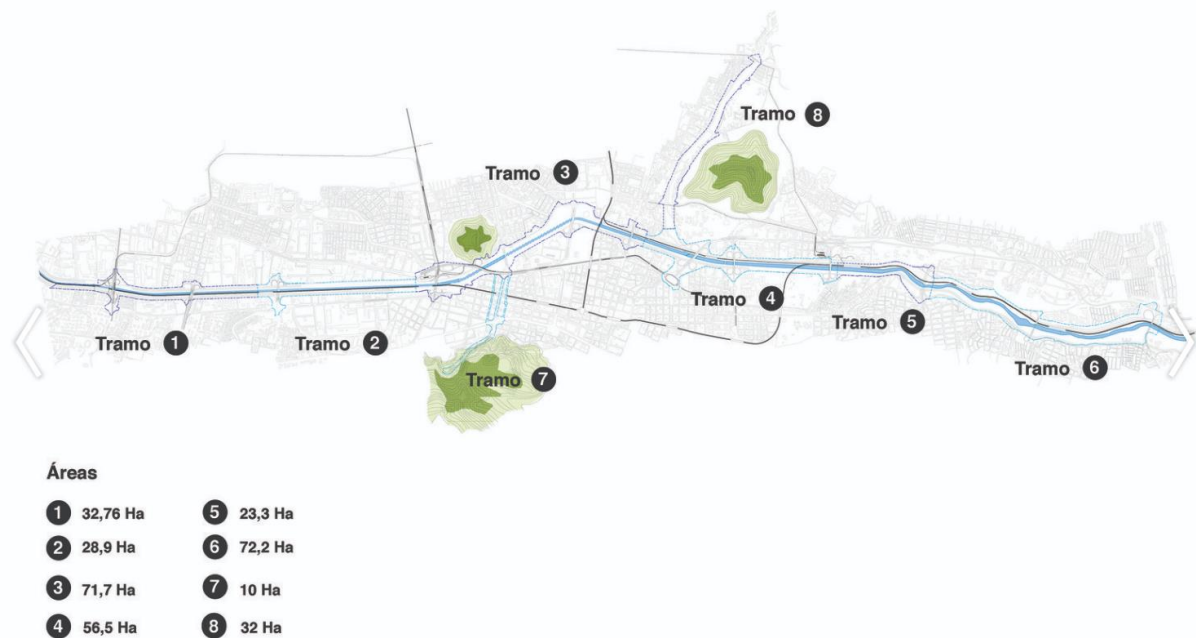 Tramo 8
Tramo 3
Tramo 4
Tramo 5
Tramo 1
Tramo 2
Tramo 6
Tramo 7
Áreas
1 32,76 Ha
2 28,9 Ha
3 71,7 Ha
4 56,5 Ha
5 23,3 Ha
6 72,2 Ha
7 10 Ha
8 32 Ha